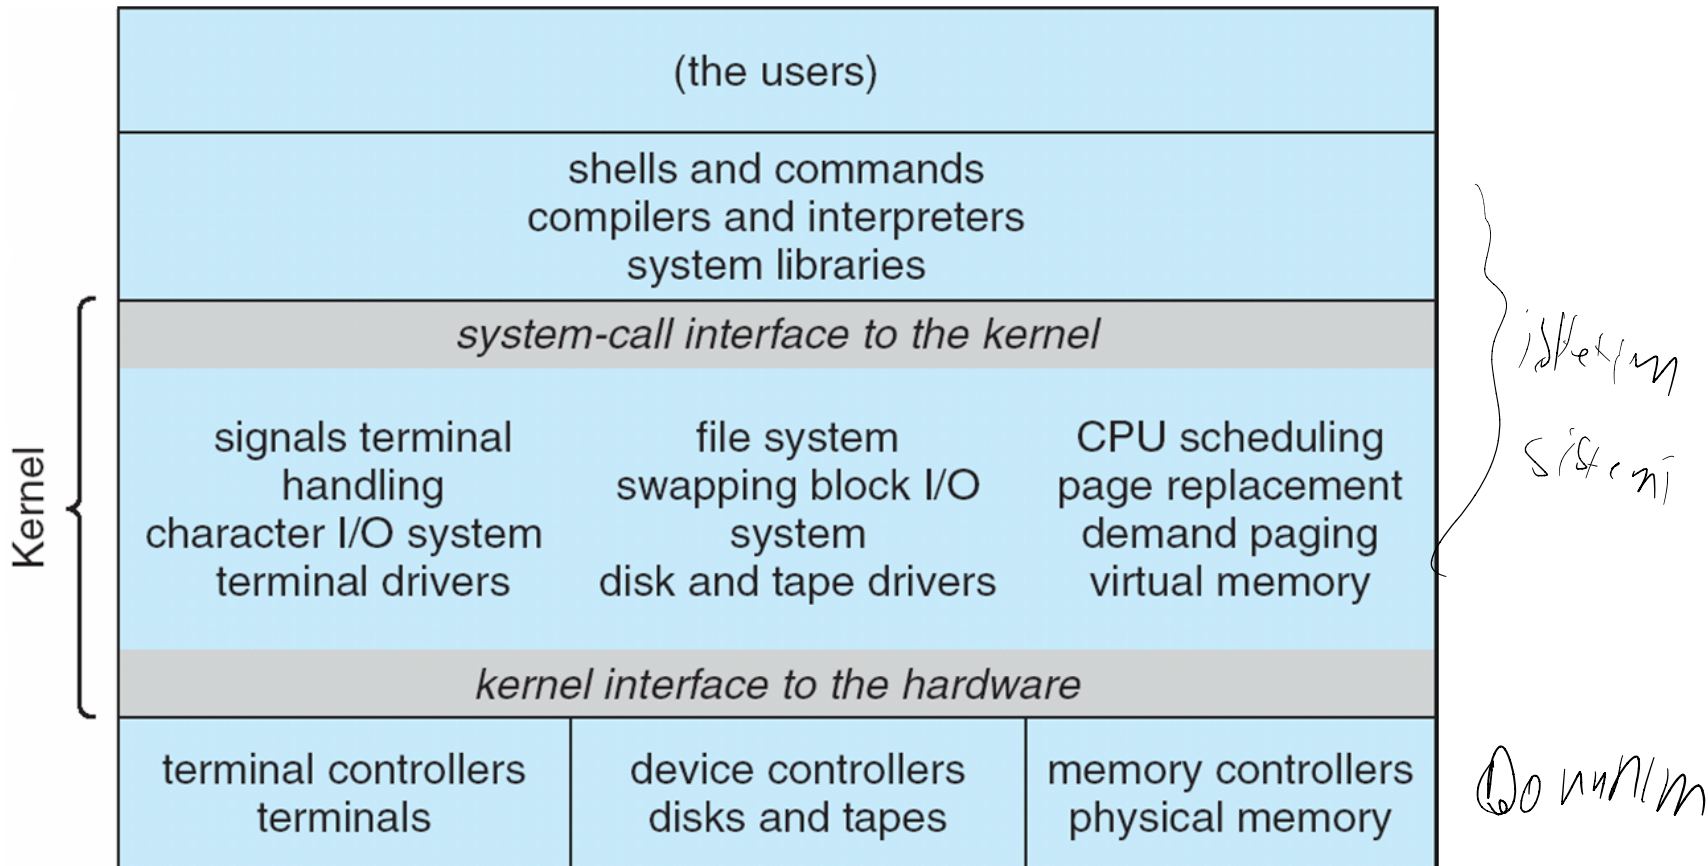 (the users)
shells and commands
compilers and interpreters
system libraries
Kernel
system-call interface to the kernel
signals terminal
handling
character I/O system
terminal drivers
file system
swapping block I/O
system
disk and tape drivers
CPU scheduling
page replacement
demand paging
virtual memory
kernel interface to the hardware
terminal controllers
terminals
device controllers
disks and tapes
memory controllers
physical memory
sistemi